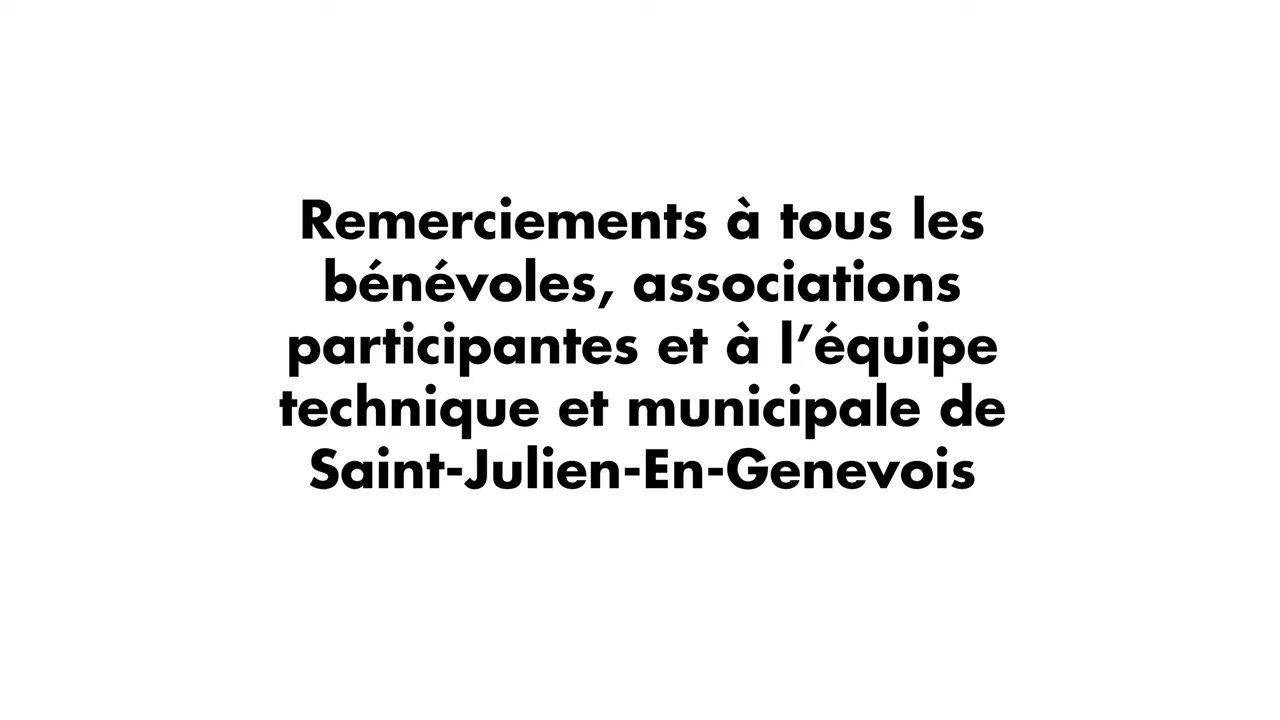 Remerciements à tous les
bénévoles, associations
participantes et à l’équipe
technique et municipale de
Saint-Julien-En-Genevois